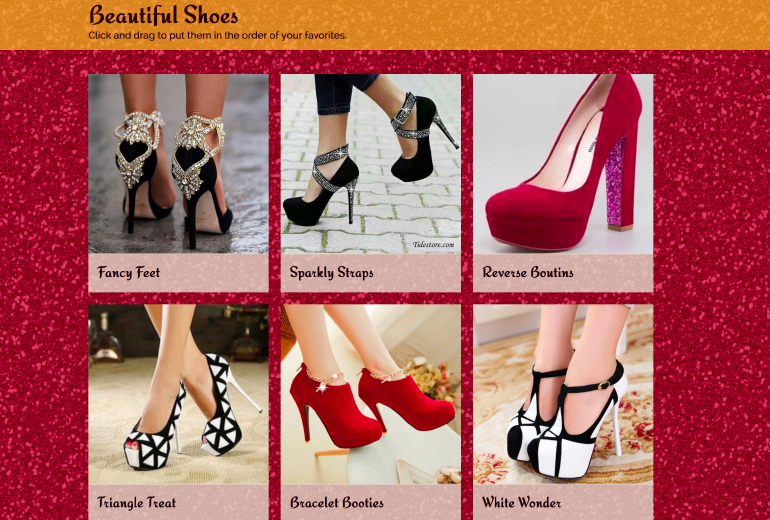 Beautiful Shoes
Click and drag to put them in the order of your favorites.
Tidestore.com
Fancy Feet
Sparkly Straps
Reverse Boutins
Triangle Treat
Bracelet Booties
White Wonder